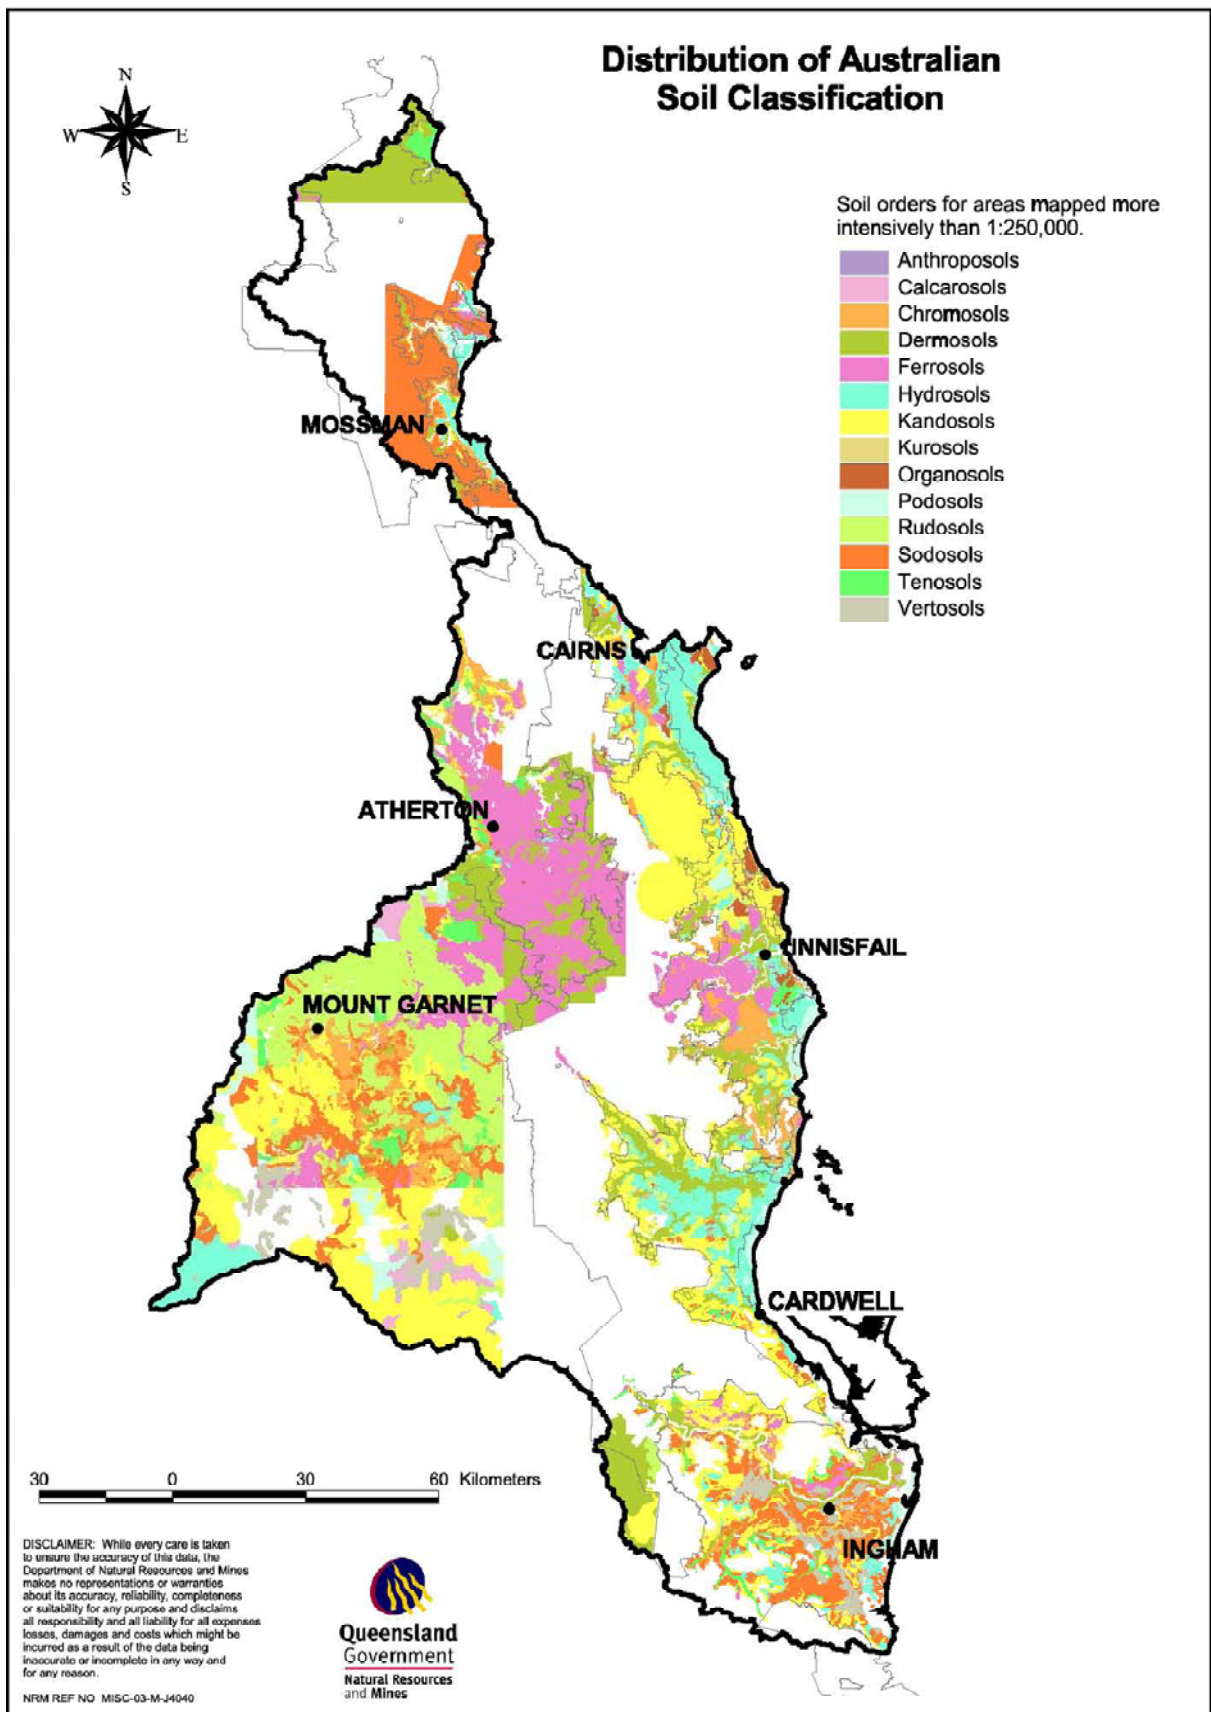 Distribution of Australian
Soil Classification
N
W
E
S
Soil orders for areas mapped more
intensively than 1:250,000.
Anthroposols
Calcarosols
Chromosols
Dermosols
Ferrosols
Hydrosols
Kandosols
Kurosols
Organosols
Podosols
Rudosols
Sodosols
Tenosols
Vertosols
MOSSMAN
CAIRNS
ATHERTON
INNISFAIL
MOUNT GARNET
CARDWELL
INGHAM
30 0 30 60 Kilometers
DISCLAIMER: While every care is taken
to ensure the accuracy of this data, the
Department of Natural Resources and Mines
makes no representations or warranties
about its accuracy, reliability, completeness
or suitability for any purpose and disclaims
all responsibility and all liability for all expenses
losses, damages and costs which might be
incurred as a result of the data being
inaccurate or incomplete in any way and
for any reason.
NRM REF NO MISC-03-M-J4040
Queensland
Government
Natural Resources
and Mines